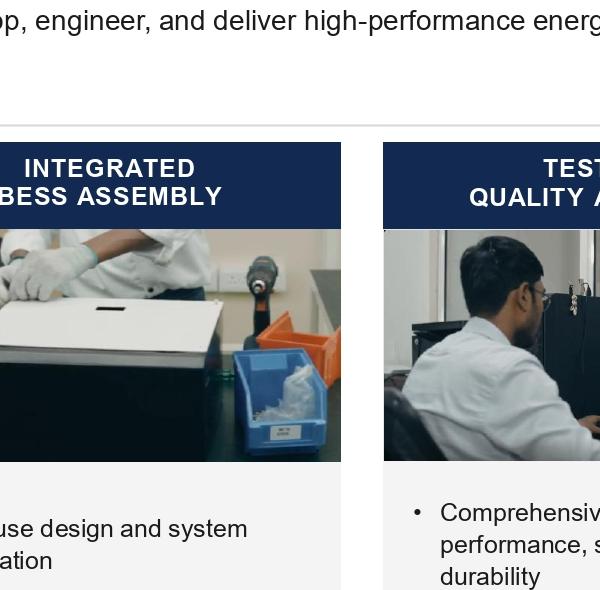 op, engineer, and deliver high-performance energ
INTEGRATED
BESS ASSEMBLY
TEST
QUALITY A
use design and system
ation
• Comprehensiv
performance, s
durability